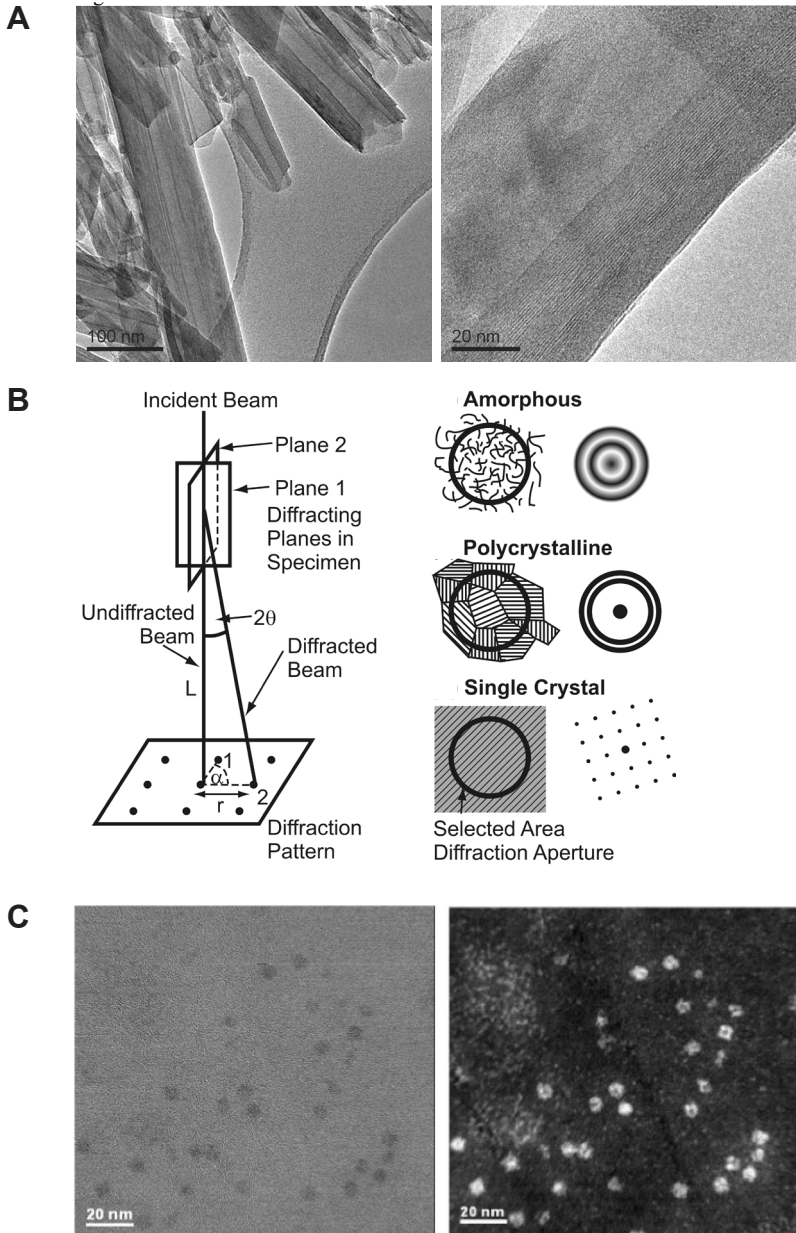 A
100 nm
20 nm
B
Incident Beam
Plane 2
Plane 1
Diffracting
Planes in
Specimen
Undiffracted
Beam
2θ
Diffracted
Beam
L
1
α
2
r
Diffraction
Pattern
Amorphous
Polycrystalline
Single Crystal
Selected Area
Diffraction Aperture
C
20 nm
20 nm